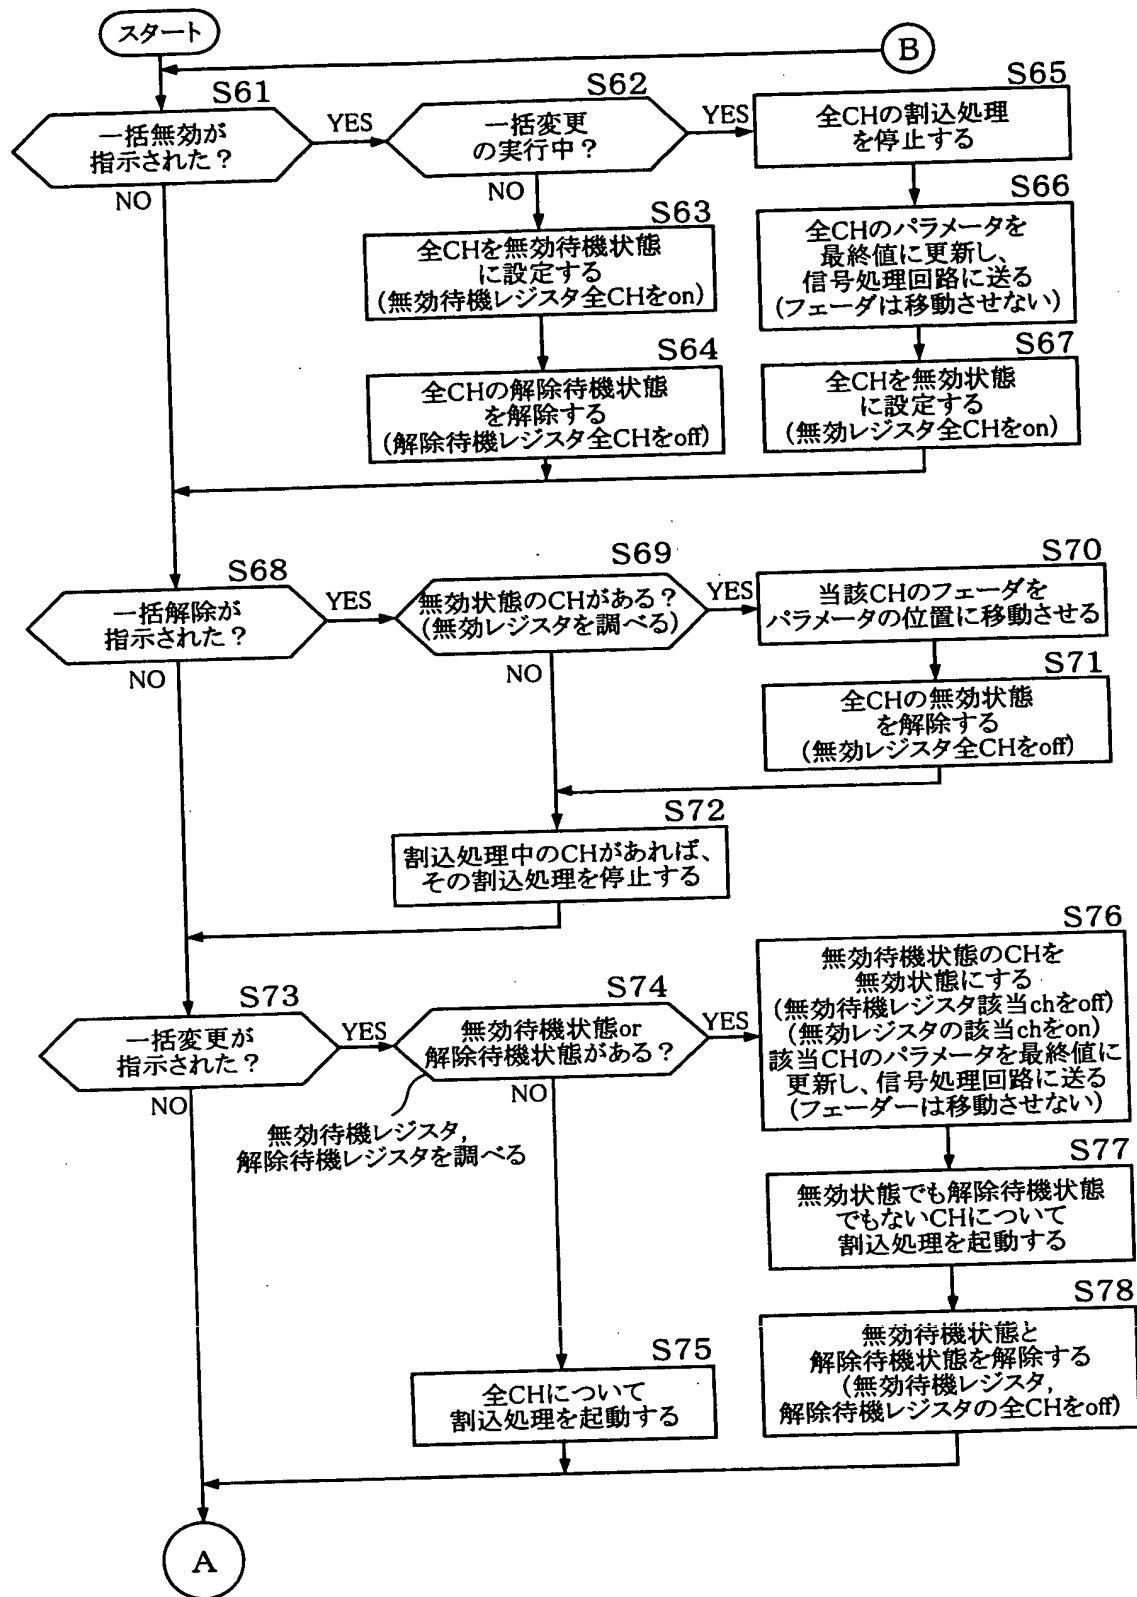 スタート
B
S61
一括無効が
指示された?
YES
NO
S62
一括変更
の実行中?
YES
NO
S65
全CHの割込処理
を停止する
S63
全CHを無効待機状態
に設定する
(無効待機レジスタ全CHをon)
S66
全CHのパラメータを
最終値に更新し、
信号処理回路に送る
(フェーダは移動させない)
S64
全CHの解除待機状態
を解除する
(解除待機レジスタ全CHをoff)
S67
全CHを無効状態
に設定する
(無効レジスタ全CHをon)
S68
一括解除が
指示された?
YES
NO
S69
無効状態のCHがある?
(無効レジスタを調べる)
YES
NO
S70
当該CHのフェーダを
パラメータの位置に移動させる
S71
全CHの無効状態
を解除する
(無効レジスタ全CHをoff)
S72
割込処理中のCHがあれば、
その割込処理を停止する
S73
一括変更が
指示された?
YES
NO
S74
無効待機状態or
解除待機状態がある?
YES
NO
無効待機レジスタ,
解除待機レジスタを調べる
S76
無効待機状態のCHを
無効状態にする
(無効待機レジスタ該当chをoff)
(無効レジスタの該当chをon)
該当CHのパラメータを最終値に
更新し、信号処理回路に送る
(フェーダーは移動させない)
S77
無効状態でも解除待機状態
でもないCHについて
割込処理を起動する
S75
全CHについて
割込処理を起動する
S78
無効待機状態と
解除待機状態を解除する
(無効待機レジスタ,
解除待機レジスタの全CHをoff)
A